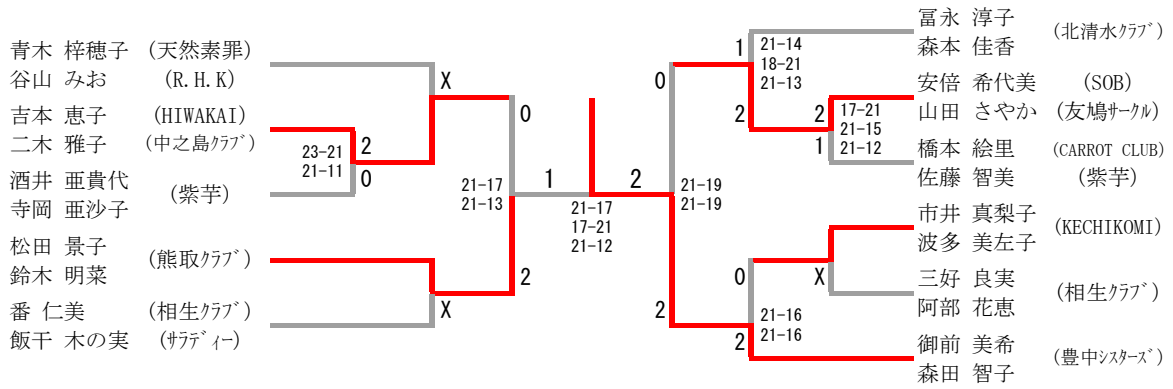 青木 梓穂子 (天然素罪)
谷山 みお (R.H.K)
X
吉本 恵子 (HIWAKAI)
二木 雅子 (中之島ｸﾗﾌﾞ)
23-21
21-11
2
0
酒井 亜貴代
寺岡 亜沙子
(紫芋)
0
21-17
21-13
2
松田 景子
鈴木 明菜
(熊取ｸﾗﾌﾞ)
X
番 仁美 (相生ｸﾗﾌﾞ)
飯干 木の実 (ｻﾗﾃﾞｨｰ)
1
2
21-17
17-21
21-12
冨永 淳子
森本 佳香
(北清水ｸﾗﾌﾞ)
1
21-14
18-21
21-13
2
0
安倍 希代美 (SOB)
山田 さやか (友鳩ｻｰｸﾙ)
2
17-21
21-15
21-12
1
橋本 絵里 (CARROT CLUB)
佐藤 智美 (紫芋)
21-19
21-19
市井 真梨子
波多 美左子
(KECHIKOMI)
0
X
三好 良実
阿部 花恵
(相生ｸﾗﾌﾞ)
2
21-16
21-16
2
御前 美希
森田 智子
(豊中ｼｽﾀｰｽﾞ)